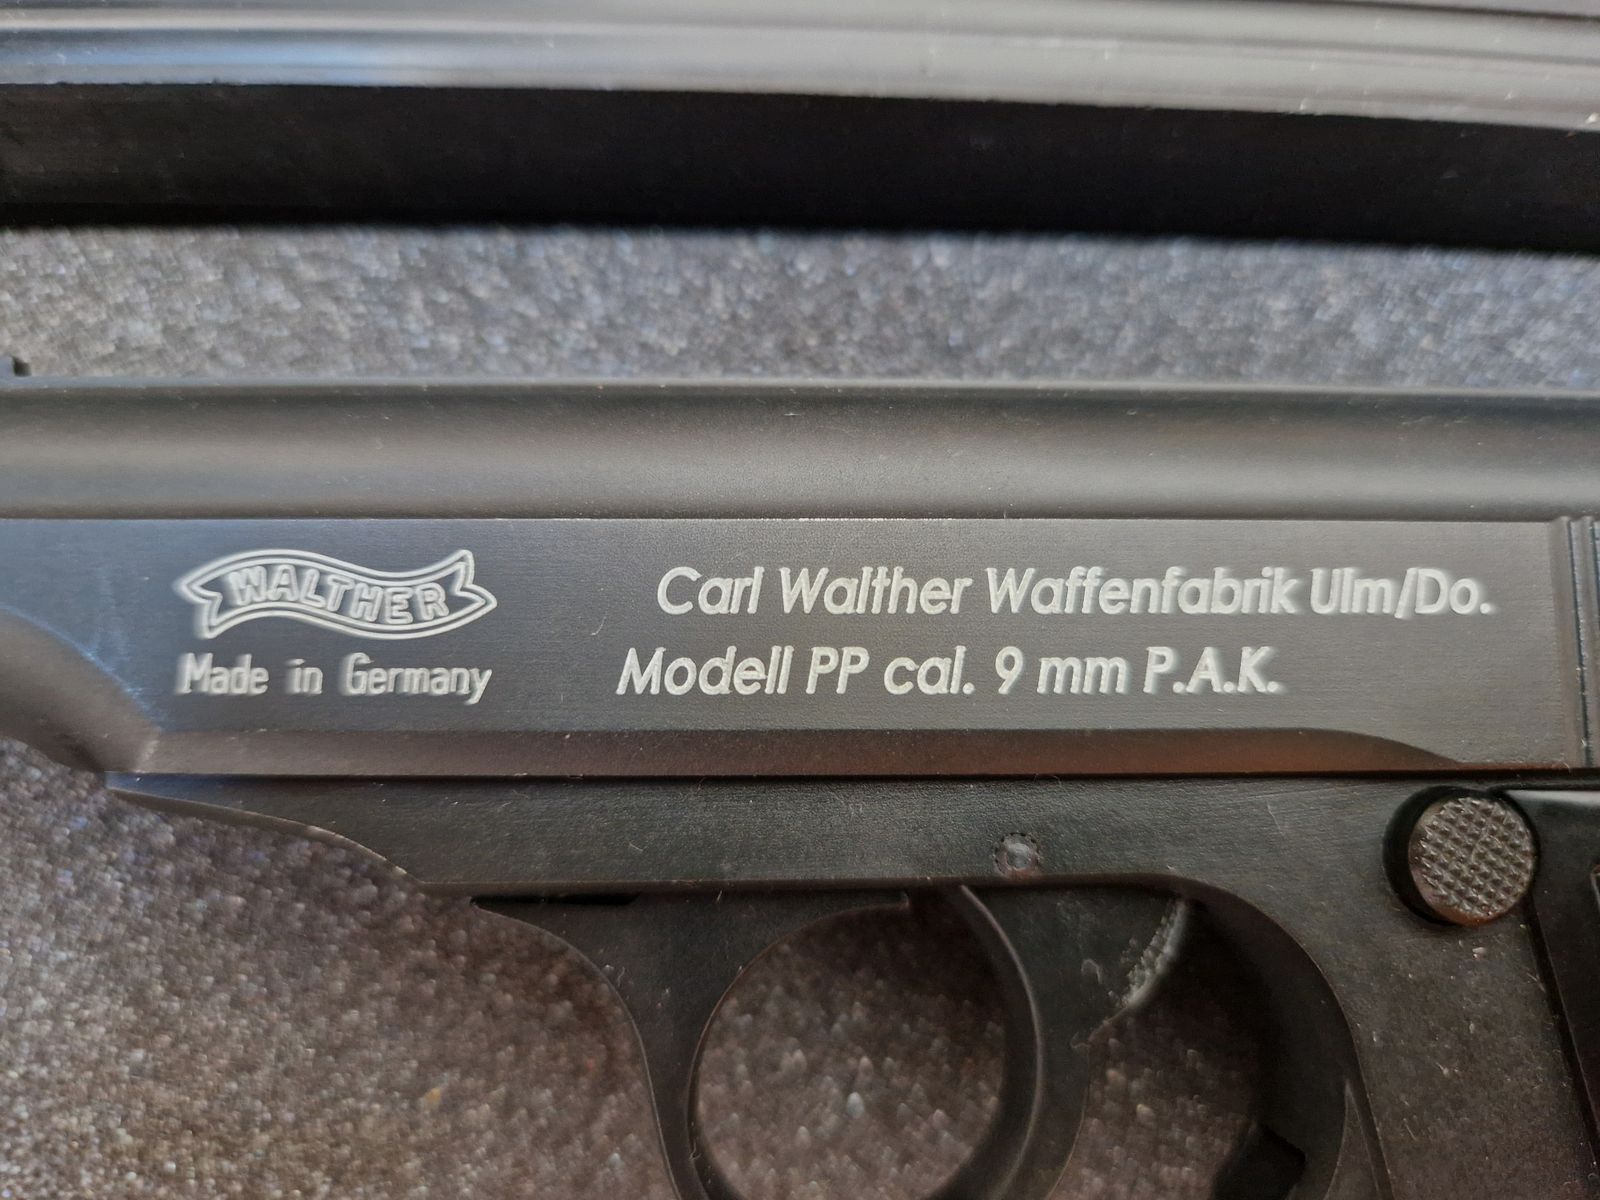 WALTHER
Made in Germany
Carl Walther Waffenfabrik Ulm/Do.
Modell PP cal. 9 mm P.A.K.